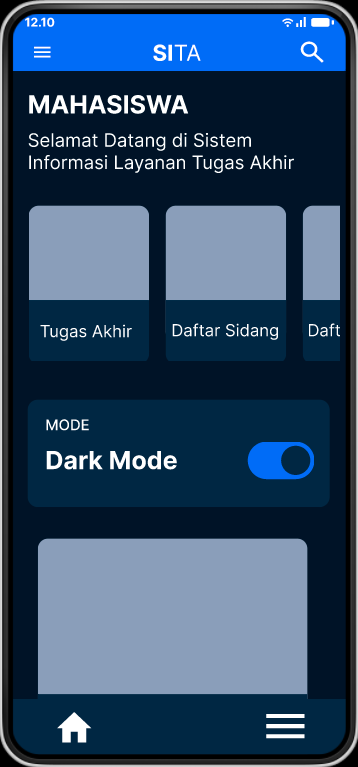 12.10
SITA
MAHASISWA
Selamat Datang di Sistem
Informasi Layanan Tugas Akhir
Tugas Akhir
Daftar Sidang
Daft
MODE
Dark Mode